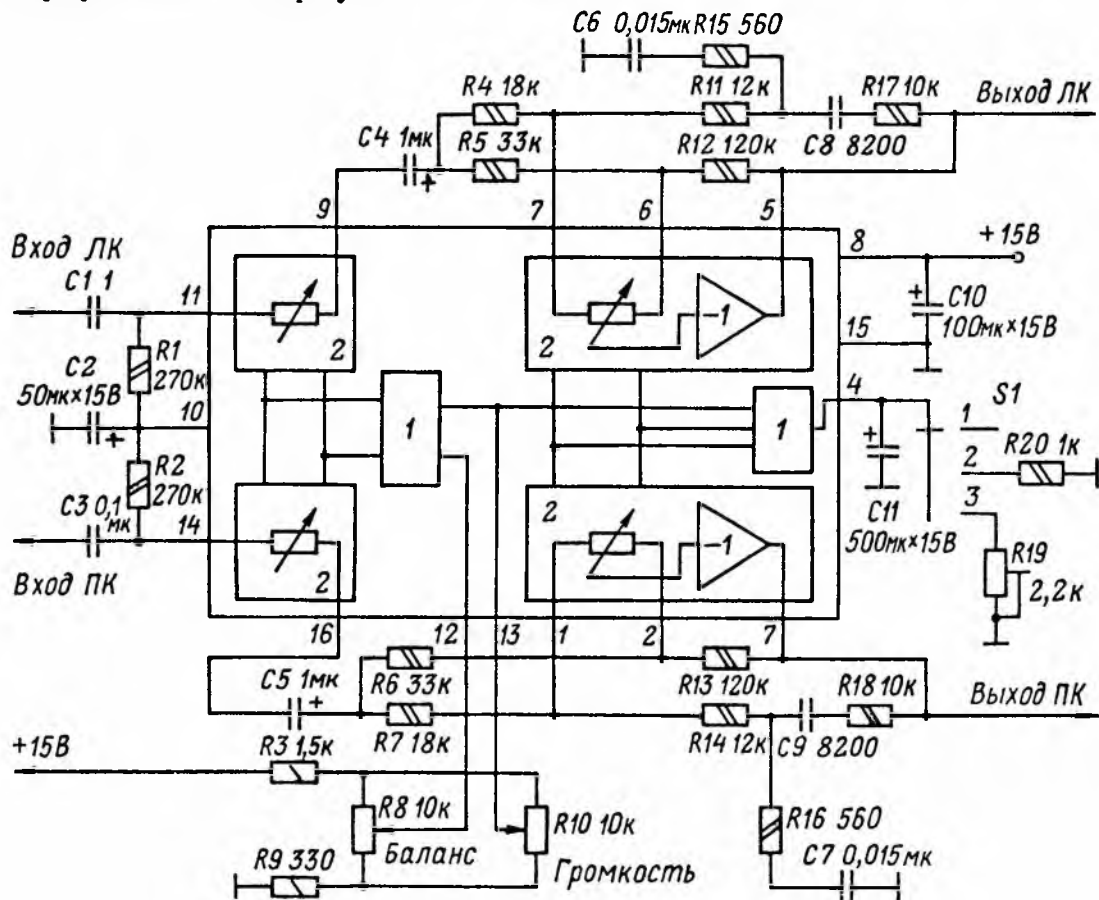 C6 0,015мк R15 560
R4 18к
R11 12к
R17 10к
Выход ЛК
C4 1мк
+
R5 33к
R12 120к
C8 8200
9
7
6
5
8
+15В
Вход ЛК
C1 1
11
2
-1
2
+
C10
100мк×15В
15
R1
270к
C2
50мк×15В
+
10
1
1
4
S1
1
+
2
R20 1к
3
R2
270к
C3 0,1
мк
14
2
2
-1
C11
500мк×15В
R19
2,2к
Вход ПК
16
12
13
1
2
7
C5 1мк
+
R6 33к
R13 120к
R18 10к
Выход ПК
R7 18к
R14 12к
C9 8200
+15В
R3 1,5к
R8 10к
Баланс
R10 10к
Громкость
R16 560
C7 0,015мк
R9 330